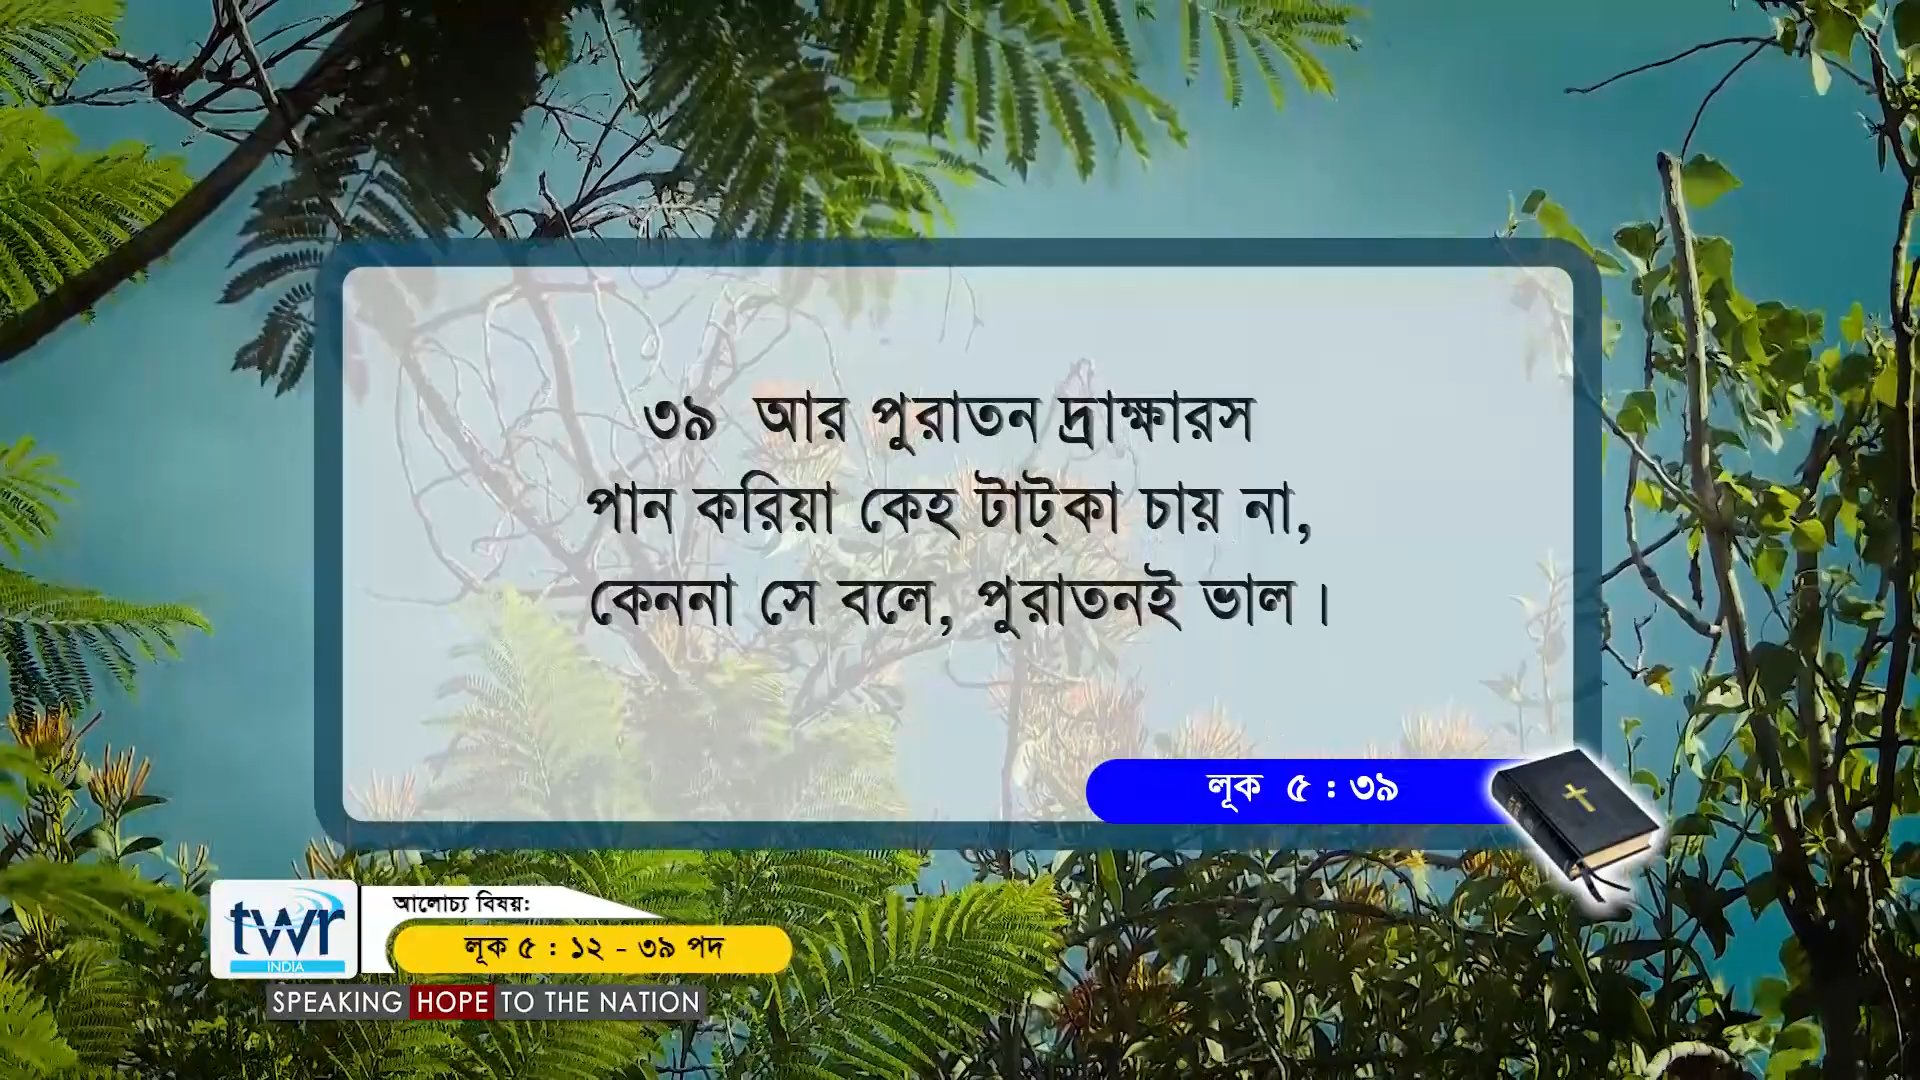 ৩৯ আর পুরাতন দ্রাক্ষারস
পান করিয়া কেহ টাট্‌কা চায় না,
কেননা সে বলে, পুরাতনই ভাল।
লূক ৫ : ৩৯
twr
INDIA
আলোচ্য বিষয়:
লূক ৫ : ১২ - ৩৯ পদ
SPEAKING HOPE TO THE NATION